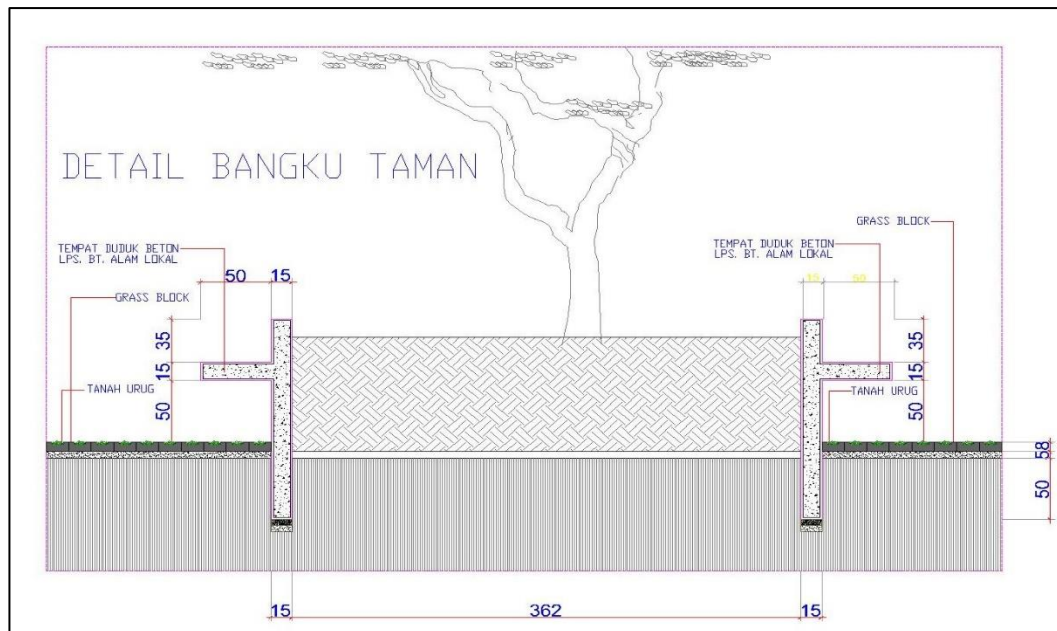 DETAIL BANGKU TAMAN
GRASS BLOCK
TEMPAT DUDUK BETON
LPS. BT. ALAM LOKAL
TEMPAT DUDUK BETON
LPS. BT. ALAM LOKAL
50 15
15 50
GRASS BLOCK
35
15
50
TANAH URUG
35
15
50
TANAH URUG
58
50
15 362 15